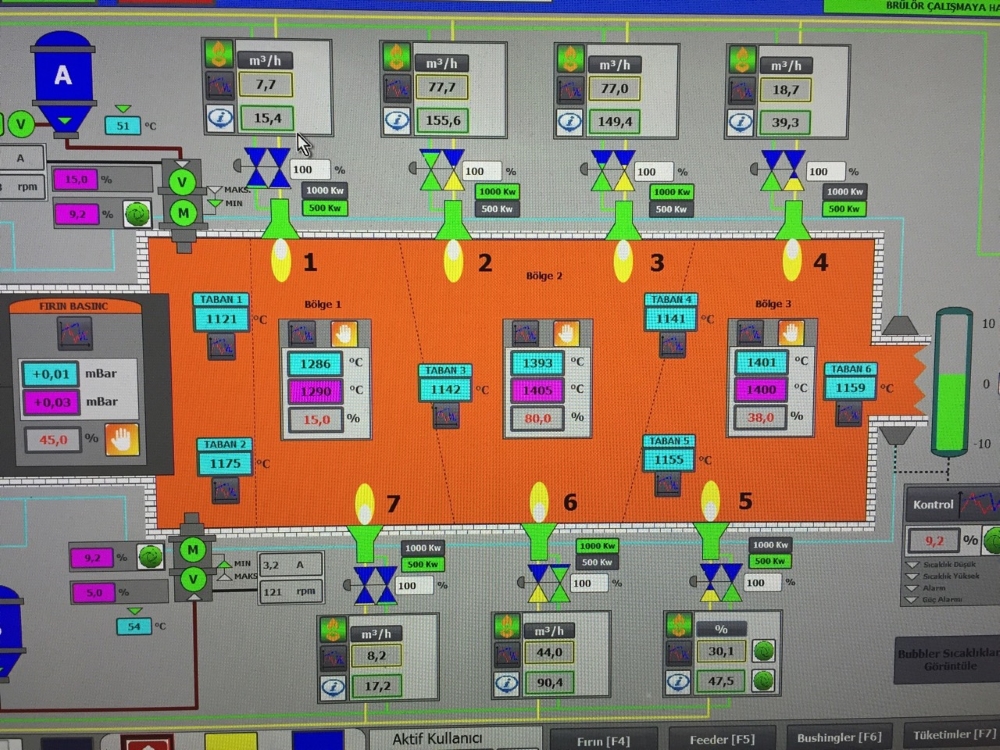 BRÜLÖR ÇALIŞMAYA HA
A
V
51 °C
A
rpm
15,0 %
9,2 %
V
M
MAKS.
MIN
m³/h
7,7
15,4
100 %
1000 Kw
500 Kw
m³/h
77,7
155,6
100 %
1000 Kw
500 Kw
m³/h
77,0
149,4
100 %
1000 Kw
500 Kw
m³/h
18,7
39,3
100 %
1000 Kw
500 Kw
1
2
3
4
Bölge 1
Bölge 2
Bölge 3
FIRIN BASINC
+0,01 mBar
+0,03 mBar
45,0 %
TABAN 1
1121 °C
TABAN 2
1175 °C
1286 °C
1290 °C
15,0 %
TABAN 3
1142 °C
1393 °C
1405 °C
80,0 %
TABAN 4
1141 °C
TABAN 5
1155 °C
1401 °C
1400 °C
38,0 %
TABAN 6
1159 °C
10
0
-10
7
6
5
Kontrol
9,2 %
Sıcaklık Düşük
Sıcaklık Yüksek
Alarm
Güç Alarmı
9,2 %
5,0 %
54 °C
M
V
MIN
MAKS
3,2 A
121 rpm
1000 Kw
500 Kw
100 %
m³/h
8,2
17,2
1000 Kw
500 Kw
100 %
m³/h
44,0
90,4
1000 Kw
500 Kw
100 %
%
30,1
47,5
Bubbler Sıcaklıklar
Görüntüle
Aktif Kullanıcı
Fırın [F4]
Feeder [F5]
Bushingler [F6]
Tüketimler [F7]